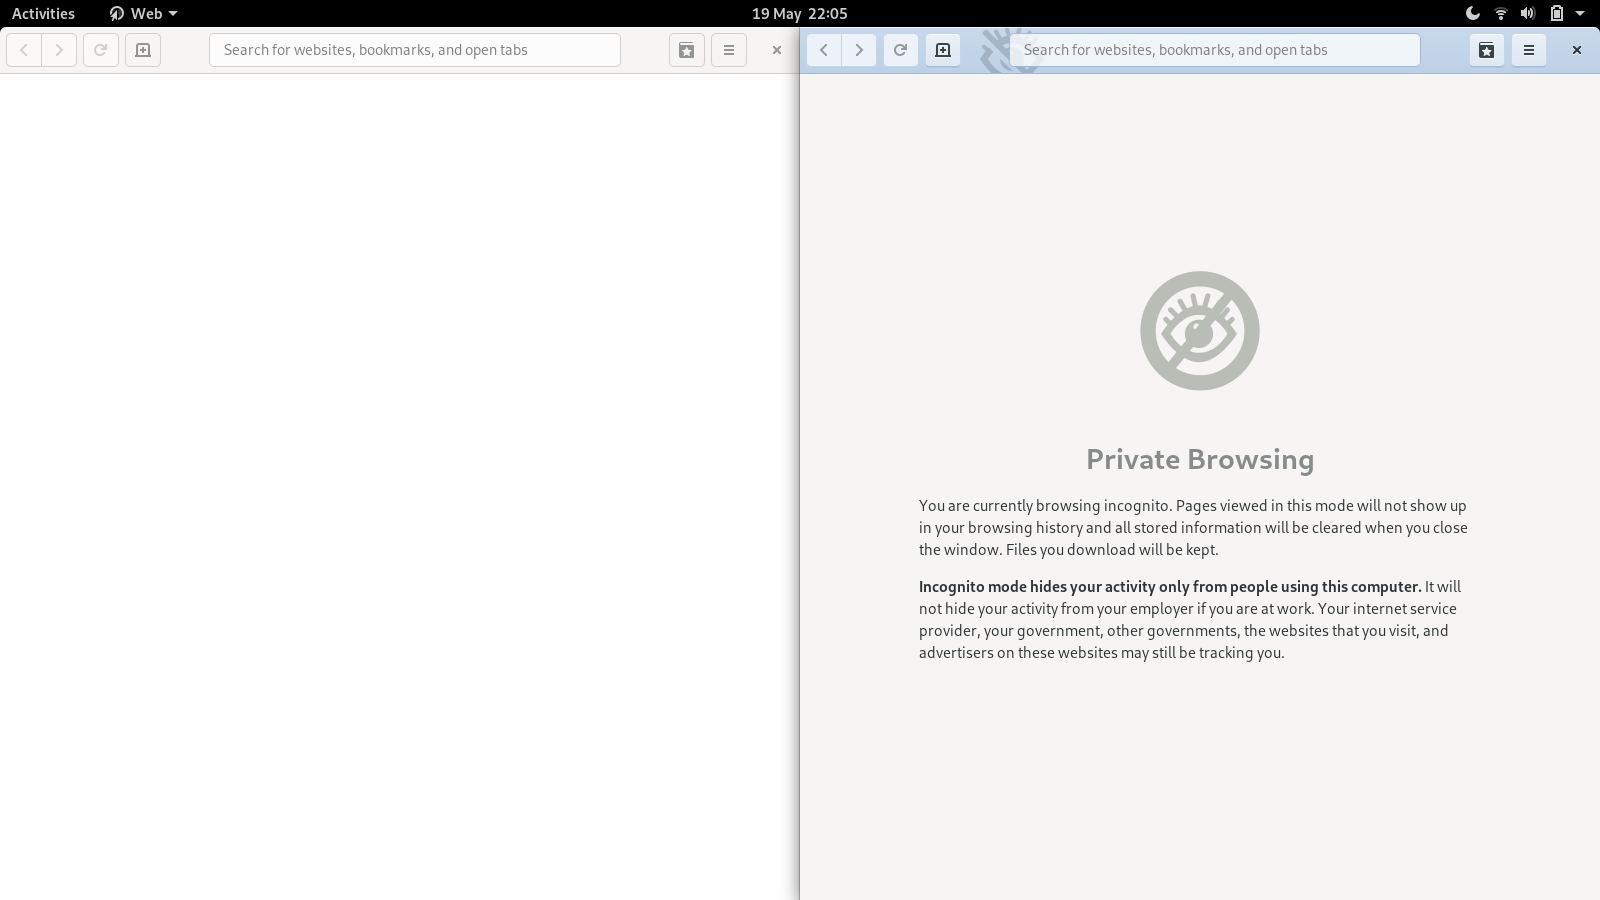 Activities Web 19 May 22:05
Search for websites, bookmarks, and open tabs
Search for websites, bookmarks, and open tabs
Private Browsing
You are currently browsing incognito. Pages viewed in this mode will not show up
in your browsing history and all stored information will be cleared when you close
the window. Files you download will be kept.
Incognito mode hides your activity only from people using this computer. It will
not hide your activity from your employer if you are at work. Your internet service
provider, your government, other governments, the websites that you visit, and
advertisers on these websites may still be tracking you.